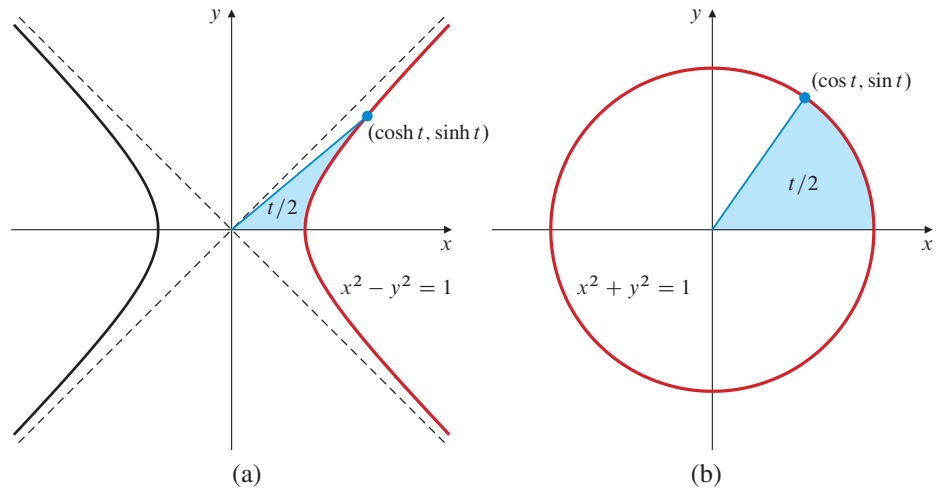 y
(cosh t, sinh t)
t/2
x
x² − y² = 1
(a)
y
(cos t, sin t)
t/2
x
x² + y² = 1
(b)